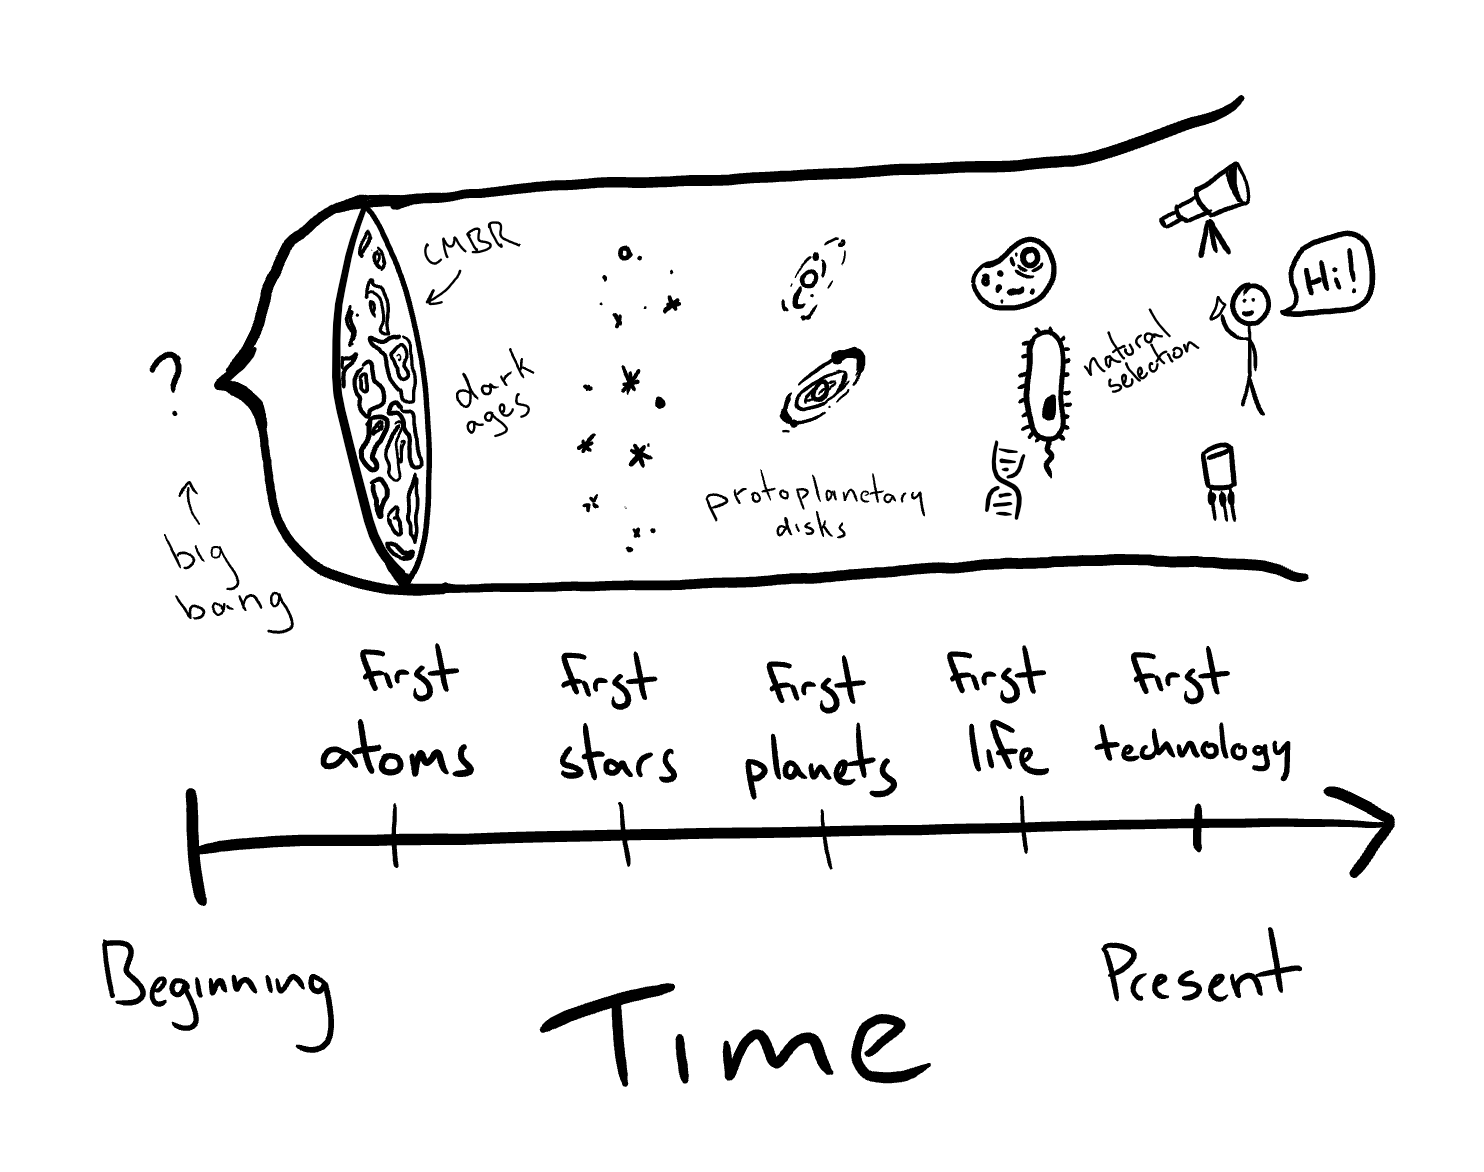 CMBR
?
dark
ages
big
bang
protoplanetary
disks
natural
selection
Hi!
first
atoms
first
stars
first
planets
first
life
first
technology
Beginning
Present
Time